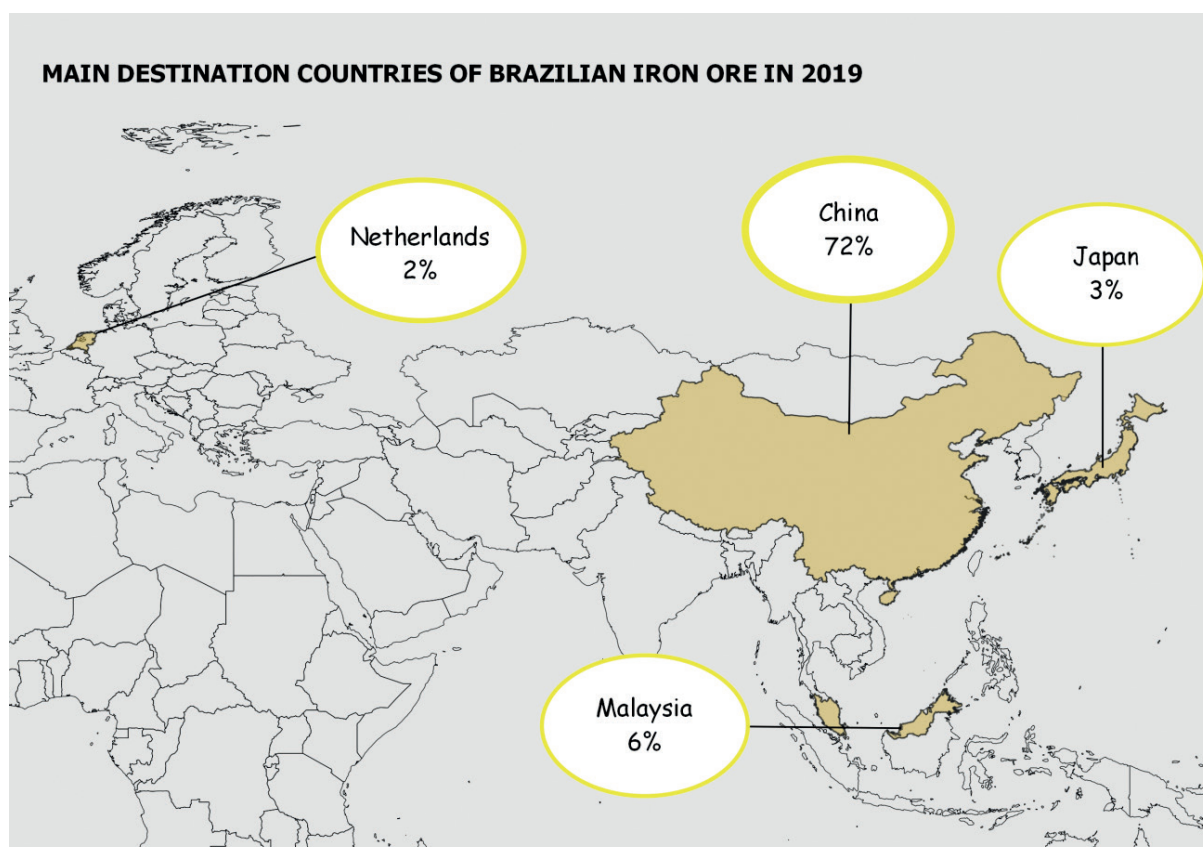 MAIN DESTINATION COUNTRIES OF BRAZILIAN IRON ORE IN 2019
Netherlands
2%
China
72%
Japan
3%
Malaysia
6%